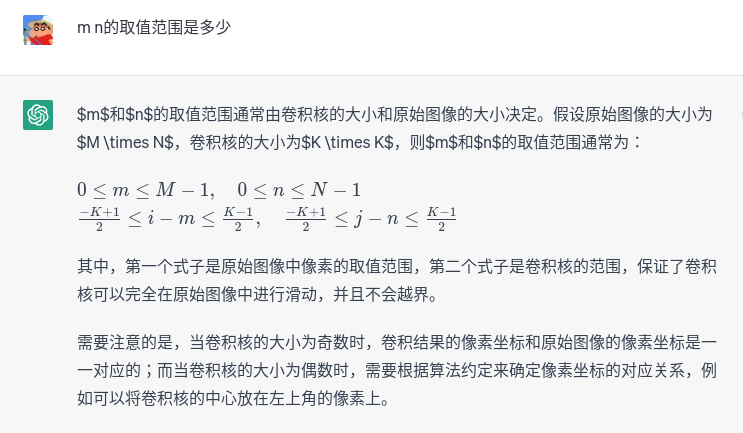 m n的取值范围是多少
$m$和$n$的取值范围通常由卷积核的大小和原始图像的大小决定。假设原始图像的大小为
$M \times N$，卷积核的大小为$K \times K$，则$m$和$n$的取值范围通常为：
0 ≤ m ≤ M − 1, 0 ≤ n ≤ N − 1
\frac{-K+1}{2} ≤ i − m ≤ \frac{K-1}{2}, \frac{-K+1}{2} ≤ j − n ≤ \frac{K-1}{2}
其中，第一个式子是原始图像中像素的取值范围，第二个式子是卷积核的范围，保证了卷积
核可以完全在原始图像中进行滑动，并且不会越界。
需要注意的是，当卷积核的大小为奇数时，卷积结果的像素坐标和原始图像的像素坐标是一
一对应的；而当卷积核的大小为偶数时，需要根据算法约定来确定像素坐标的对应关系，例
如可以将卷积核的中心放在左上角的像素上。